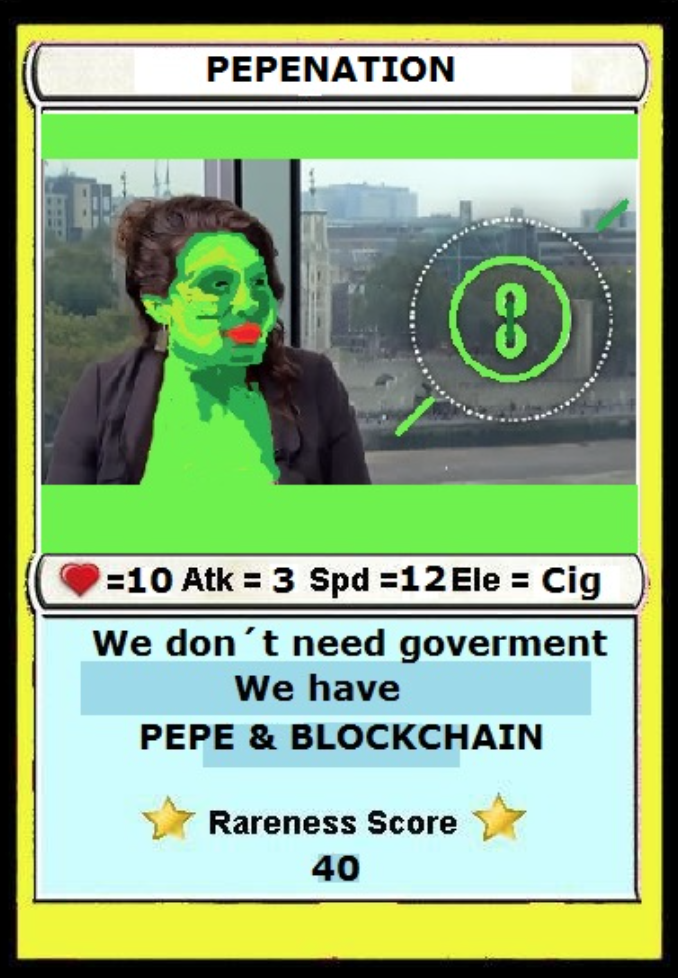 PEPENATION
=10 Atk = 3 Spd =12 Ele = Cig
We don´t need goverment
We have
PEPE & BLOCKCHAIN
Rareness Score
40